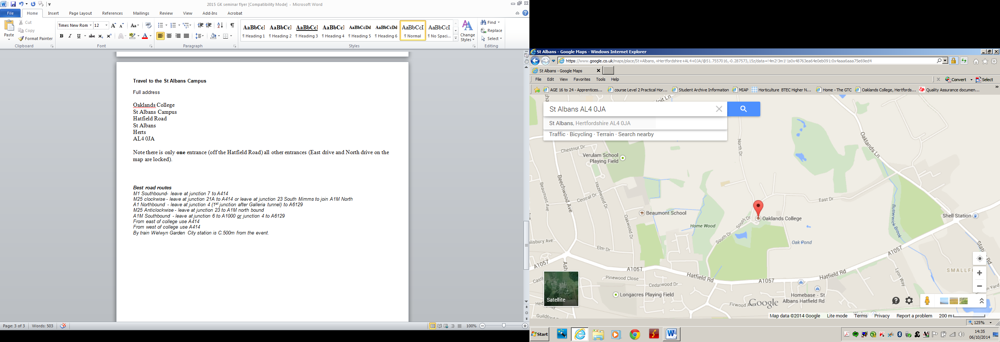 2015 GK seminar flyer [Compatibility Mode] - Microsoft Word
File Home Insert Page Layout References Mailings Review View Add-Ins Acrobat
Paste
Cut
Copy
Format Painter
Clipboard
Times New Rom 12
Font
Paragraph
AaBbCcI AaBbCcI AaBbCcI AaBbCcI AaBbCcDd AaBbCcDd AaBbCcI AaBbCcI
¶ Heading 1 ¶ Heading 2 ¶ Heading 3 ¶ Heading 4 ¶ Heading 5 ¶ Heading 6 ¶ Normal ¶ No Spaci...
Change Styles
Styles
Find
Replace
Select
Editing
Travel to the St Albans Campus
Full address
Oaklands College
St Albans Campus
Hatfield Road
St Albans
Herts
AL4 0JA
Note there is only one entrance (off the Hatfield Road) all other entrances (East drive and North drive on the
map are locked).
Best road routes
M1 Southbound- leave at junction 7 to A414
M25 clockwise - leave at junction 21A to A414 or leave at junction 23 South Mimms to join A1M North
A1 Northbound - leave at junction 4 (1st junction after Galleria tunnel) to A6129
M25 Anticlockwise - leave at junction 23 to A1M north bound
A1M Southbound - leave at junction 6 to A1000 or junction 4 to A6129
From east of college use A414
From west of college use A414
By train Welwyn Garden City station is C.500m from the event.
Page: 3 of 3 Words: 503
100%
St Albans - Google Maps - Windows Internet Explorer
https://www.google.co.uk/maps/place/St+Albans,+Hertfordshire+AL4+0JA/@51.7557016,-0.287573,15z/data=!4m2!3m1!1s0x48763ea64e0eb091:0x4aaa6aaa75e69ed4
St Albans - Google Maps
File Edit View Favorites Tools Help
Convert Select
AGE 16 to 24 - Apprentices... course Level 2 Practical Hor... Student Archive Information MIAP Horticulture BTEC Higher N... Home - The GTC Oaklands College, Hertfords... Quality Assurance documen...
St Albans AL4 0JA
St Albans, Hertfordshire AL4 0JA
Traffic · Bicycling · Terrain · Search nearby
Oaklands Ln
North Dr
Chestnut Dr
Verulam School
Playing Field
Beechwood Ave
Beaumont Ave
Hazelwood Dr
Central Dr
East Dr
Oakwood Dr
Beaumont School
Home Wood
South Dr
Oaklands College
Shell Station
Butterwick Brook
South Dr
Oak Pond
Elm Dr
A1057
A1057
A1057
A1057
Hatfield Rd
Hatfield Rd
Pinewood Close
Cedarwood Dr
Longacres Playing Field
Lyon Way
Homebase - St
Albans Hatfield Rd
Firwood Ave
Satellite
Google
Map data ©2014 Google Lite mode Terms Privacy Report a problem 200 m
125%
Start
14:35
06/10/2014